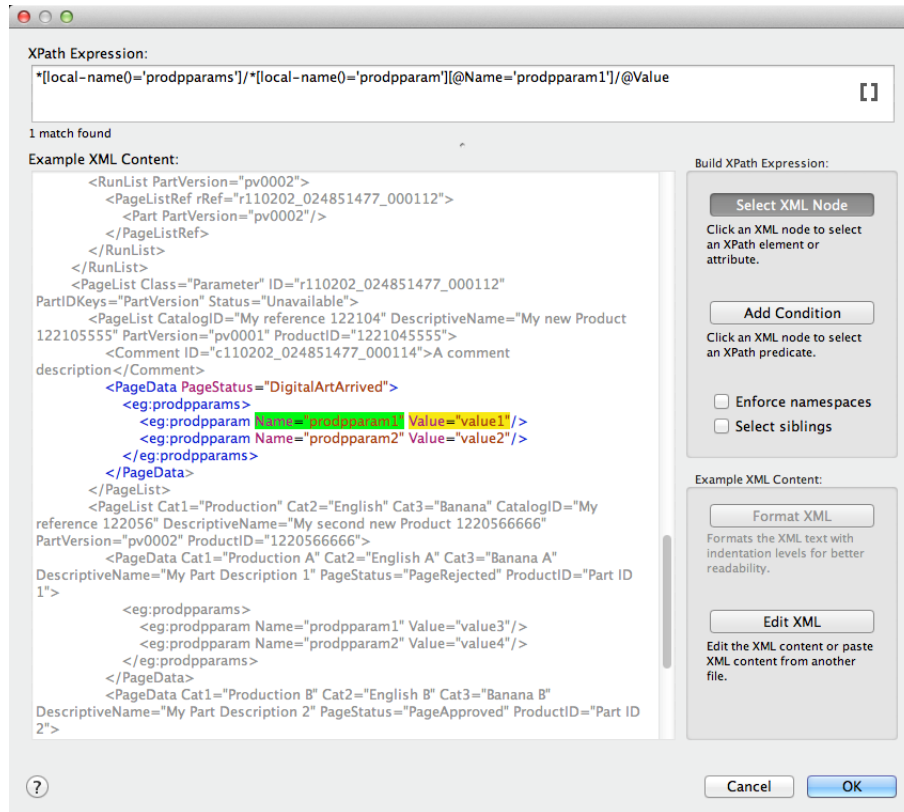 XPath Expression:
*[local-name()='prodpparams']/*[local-name()='prodpparam'][@Name='prodpparam1']/@Value
[]
1 match found
Example XML Content:
<RunList PartVersion="pv0002">
<PageListRef rRef="r110202_024851477_000112">
<Part PartVersion="pv0002"/>
</PageListRef>
</RunList>
</RunList>
<PageList Class="Parameter" ID="r110202_024851477_000112"
PartIDKeys="PartVersion" Status="Unavailable">
<PageList CatalogID="My reference 122104" DescriptiveName="My new Product
122105555" PartVersion="pv0001" ProductID="1221045555">
<Comment ID="c110202_024851477_000114">A comment
description</Comment>
<PageData PageStatus="DigitalArtArrived">
<eg:prodpparams>
<eg:prodpparam Name="prodpparam1" Value="value1"/>
<eg:prodpparam Name="prodpparam2" Value="value2"/>
</eg:prodpparams>
</PageData>
</PageList>
<PageList Cat1="Production" Cat2="English" Cat3="Banana" CatalogID="My
reference 122056" DescriptiveName="My second new Product 1220566666"
PartVersion="pv0002" ProductID="1220566666">
<PageData Cat1="Production A" Cat2="English A" Cat3="Banana A"
DescriptiveName="My Part Description 1" PageStatus="PageRejected" ProductID="Part ID
1">
<eg:prodpparams>
<eg:prodpparam Name="prodpparam1" Value="value3"/>
<eg:prodpparam Name="prodpparam2" Value="value4"/>
</eg:prodpparams>
</PageData>
<PageData Cat1="Production B" Cat2="English B" Cat3="Banana B"
DescriptiveName="My Part Description 2" PageStatus="PageApproved" ProductID="Part ID
2">
Build XPath Expression:
Select XML Node
Click an XML node to select
an XPath element or
attribute.
Add Condition
Click an XML node to select
an XPath predicate.
Enforce namespaces
Select siblings
Example XML Content:
Format XML
Formats the XML text with
indentation levels for better
readability.
Edit XML
Edit the XML content or paste
XML content from another
file.
?
Cancel
OK